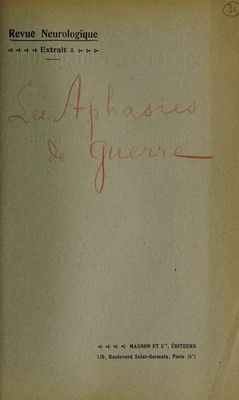 Revue Neurologique
Extrait
Les Aphasies
de guerre
MASSON ET Cie, ÉDITEURS
120, Boulevard Saint-Germain, Paris (6e)